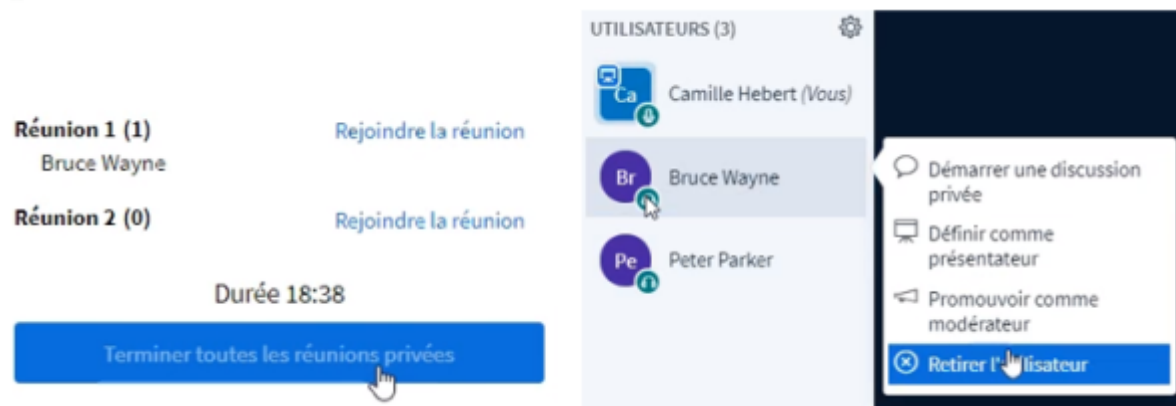 Réunion 1 (1)
Rejoindre la réunion
Bruce Wayne
Réunion 2 (0)
Rejoindre la réunion
Durée 18:38
Terminer toutes les réunions privées
UTILISATEURS (3)
Ca
Camille Hebert (Vous)
Br
Bruce Wayne
Pe
Peter Parker
Démarrer une discussion
privée
Définir comme
présentateur
Promouvoir comme
modérateur
Retirer l'utilisateur